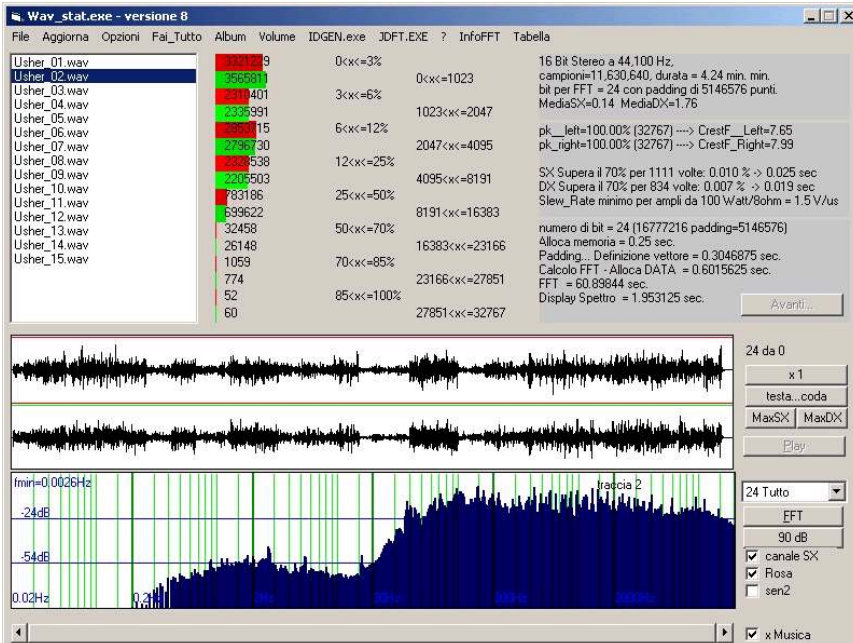 Wav_stat.exe - versione 8
File Aggiorna Opzioni Fai_Tutto Album Volume IDGEN.exe JDFT.EXE ? InfoFFT Tabella
Usher_01.wav
Usher_02.wav
Usher_03.wav
Usher_04.wav
Usher_05.wav
Usher_06.wav
Usher_07.wav
Usher_08.wav
Usher_09.wav
Usher_10.wav
Usher_11.wav
Usher_12.wav
Usher_13.wav
Usher_14.wav
Usher_15.wav
3321239 0<x<=3%
3565811 0<x<=1023
2310401 3<x<=6%
2335991 1023<x<=2047
2853715 6<x<=12%
2796730 2047<x<=4095
2328538 12<x<=25%
2205503 4095<x<=8191
783186 25<x<=50%
699622 8191<x<=16383
32458 50<x<=70%
26148 16383<x<=23166
1059 70<x<=85%
774 23166<x<=27851
52 85<x<=100%
60 27851<x<=32767
16 Bit Stereo a 44,100 Hz,
campioni=11,630,640, durata = 4.24 min. min.
bit per FFT = 24 con padding di 5146576 punti.
MediaSX=0.14 MediaDX=1.76
pk__left=100.00% (32767) ----> CrestF__Left=7.65
pk_right=100.00% (32767) ----> CrestF_Right=7.99
SX Supera il 70% per 1111 volte: 0.010 % -> 0.025 sec
DX Supera il 70% per 834 volte: 0.007 % -> 0.019 sec
Slew_Rate minimo per ampli da 100 Watt/8ohm = 1.5 V/us
numero di bit = 24 (16777216 padding=5146576)
Alloca memoria = 0.25 sec.
Padding... Definizione vettore = 0.3046875 sec.
Calcolo FFT - Alloca DATA = 0.6015625 sec.
FFT = 60.89844 sec.
Display Spettro = 1.953125 sec.
Avanti...
24 da 0
x 1
testa...coda
MaxSX MaxDX
Play
fmin=0.0026Hz
traccia 2
-24dB
-54dB
0.02Hz 0.2Hz 2Hz 20Hz 200Hz 2000Hz
24 Tutto
FFT
90 dB
canale SX
Rosa
sen2
x Musica